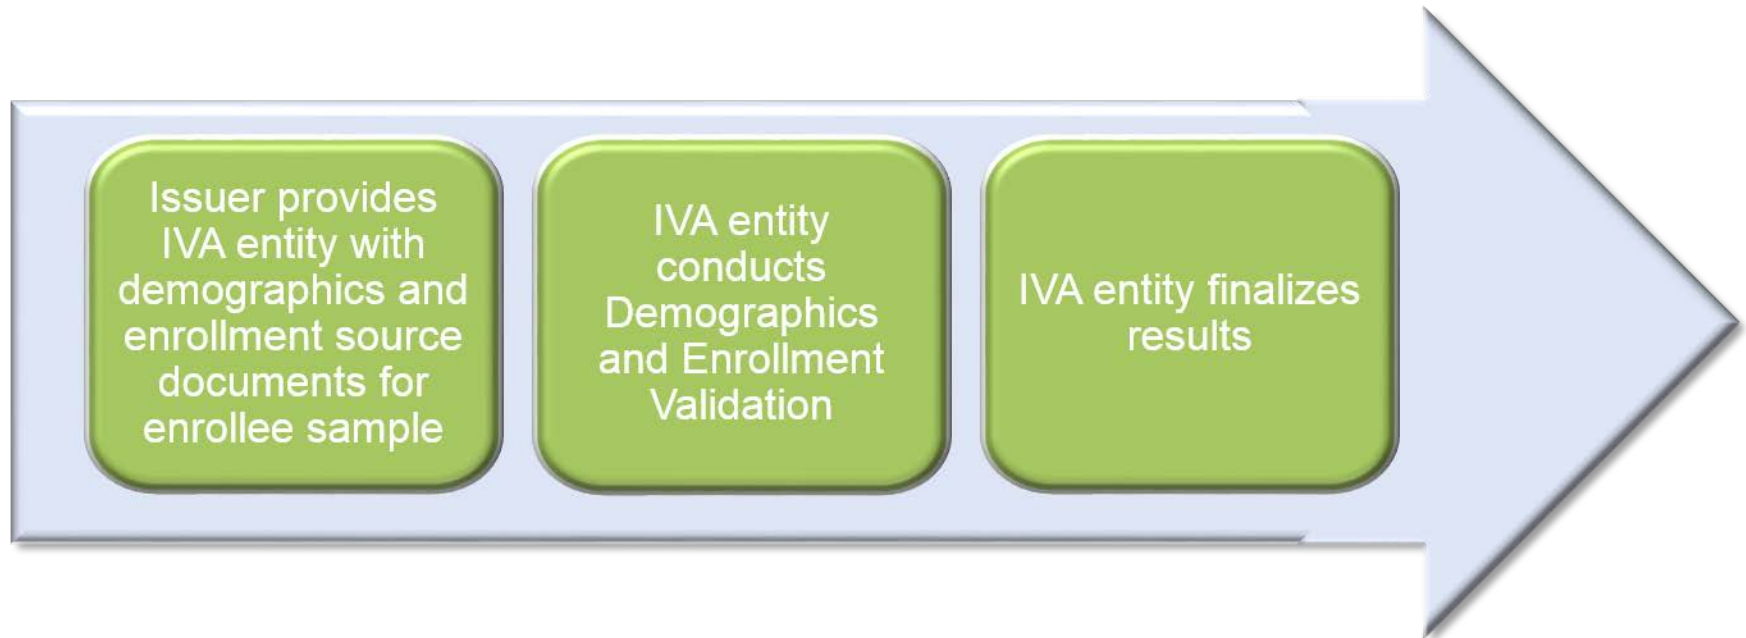 Issuer provides
IVA entity with
demographics and
enrollment source
documents for
enrollee sample
IVA entity
conducts
Demographics
and Enrollment
Validation
IVA entity finalizes
results